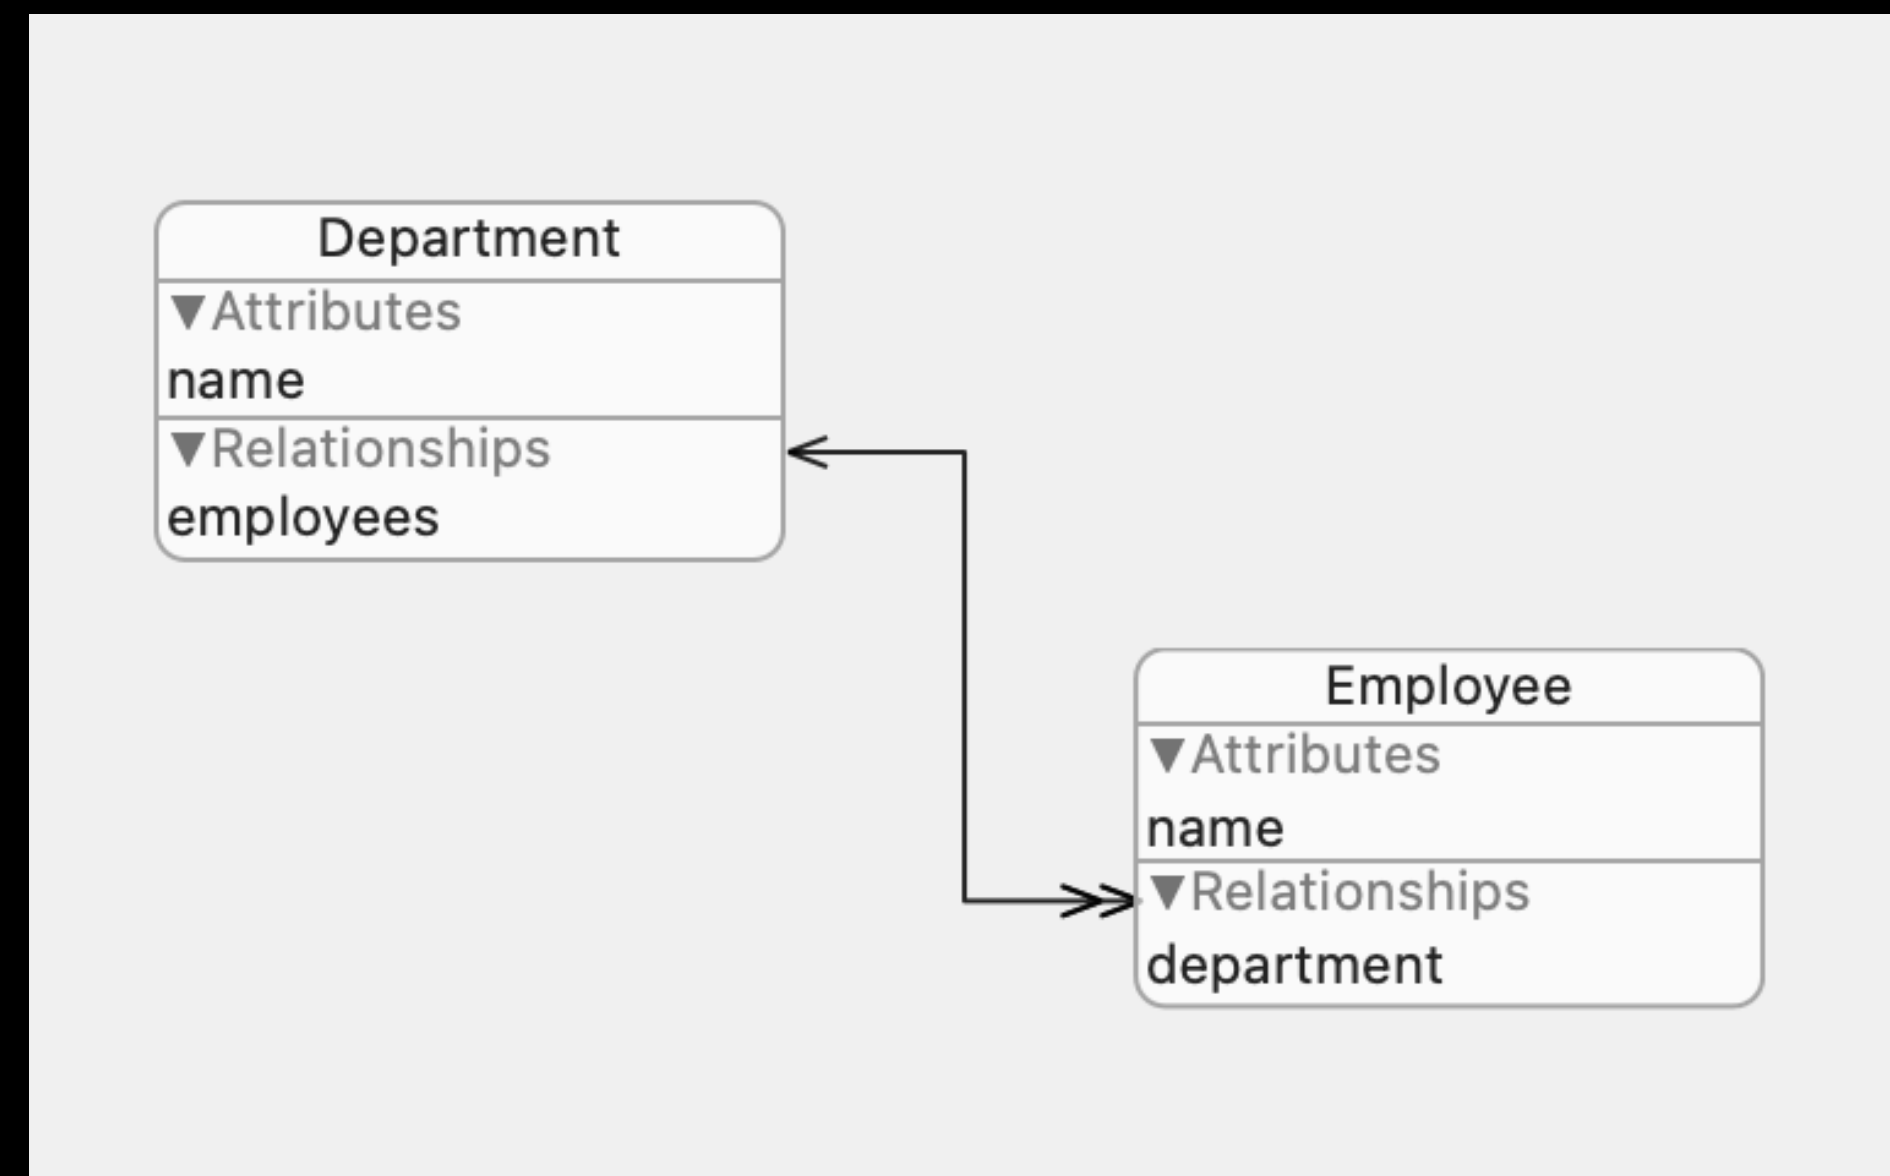 Department
▼Attributes
name
▼Relationships
employees
Employee
▼Attributes
name
▼Relationships
department